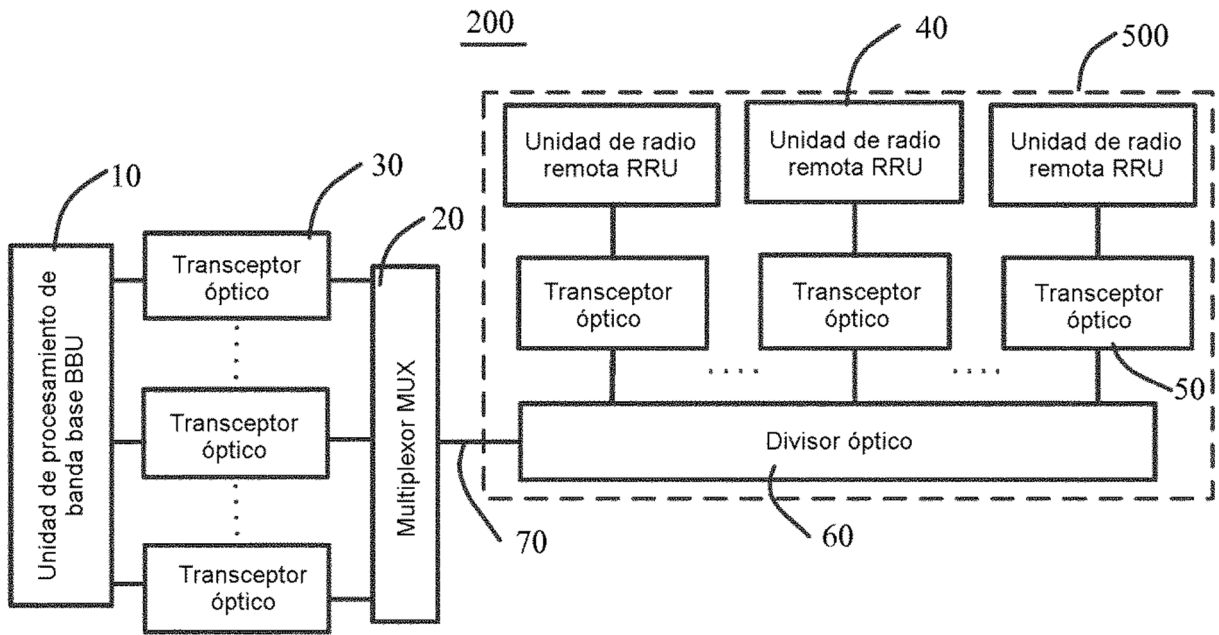 200
40
500
Unidad de radio
remota RRU
Unidad de radio
remota RRU
Unidad de radio
remota RRU
10
30
20
Unidad de procesamiento de
banda base BBU
Transceptor
óptico
Transceptor
óptico
Transceptor
óptico
Multiplexor MUX
Transceptor
óptico
Transceptor
óptico
Transceptor
óptico
50
Divisor óptico
70
60